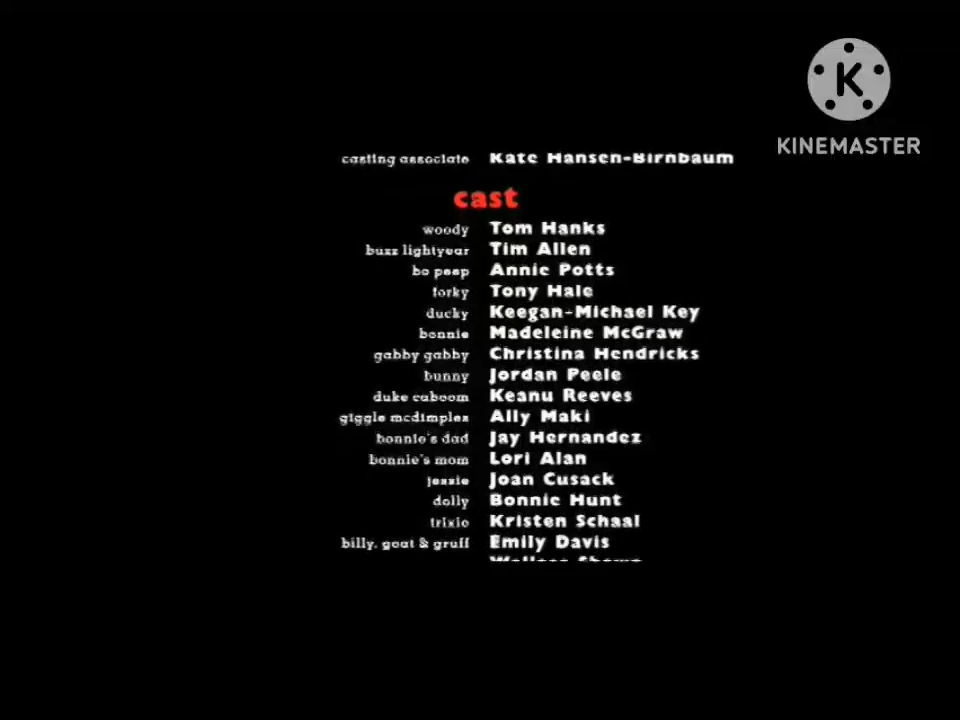 KINEMASTER
casting associate Kate Hansen-Birnbaum
cast
woody Tom Hanks
buzz lightyear Tim Allen
bo peep Annie Potts
forky Tony Hale
ducky Keegan-Michael Key
bonnie Madeleine McGraw
gabby gabby Christina Hendricks
bunny Jordan Peele
duke caboom Keanu Reeves
giggle mcdimples Ally Maki
bonnie's dad Jay Hernandez
bonnie's mom Lori Alan
jessie Joan Cusack
dolly Bonnie Hunt
trixie Kristen Schaal
billy, goat & gruff Emily Davis